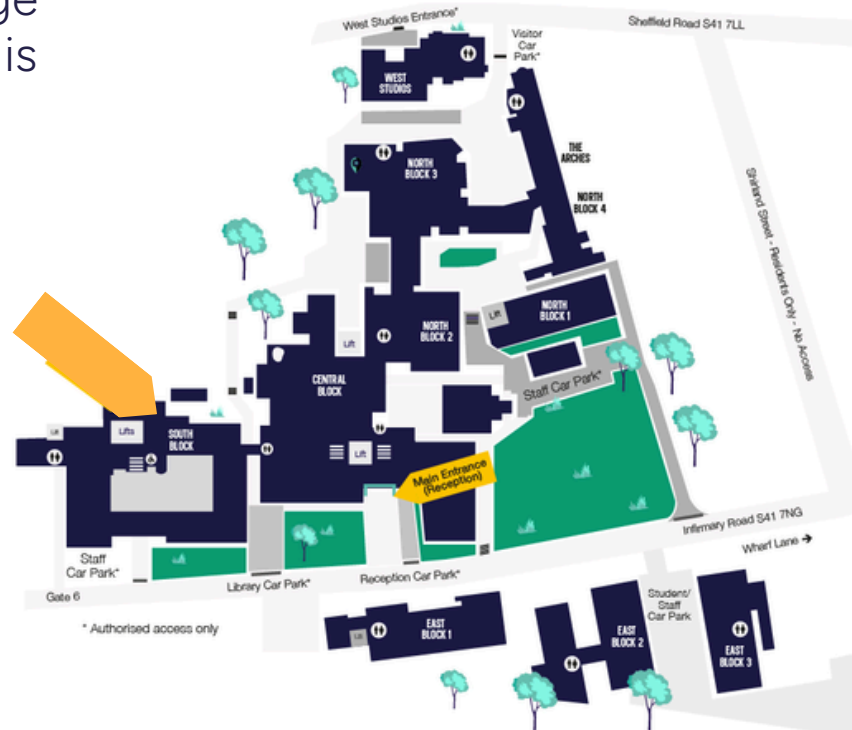 ge
is
West Studios Entrance*
Sheffield Road S41 7LL
Visitor
Car
Park*
WEST
STUDIOS
THE
ARCHES
NORTH
BLOCK 3
NORTH
BLOCK 4
Shirland Street - Residents Only - No Access
Lift
NORTH
BLOCK 1
NORTH
BLOCK 2
Lift
CENTRAL
BLOCK
Staff Car Park*
Lift
Lifts
SOUTH
BLOCK
Lift
Main Entrance
(Reception)
Infirmary Road S41 7NG
Wharf Lane →
Staff
Car Park*
Library Car Park*
Reception Car Park*
Gate 6
* Authorised access only
Student/
Staff
Car Park
EAST
BLOCK 1
Lift
EAST
BLOCK 2
EAST
BLOCK 3